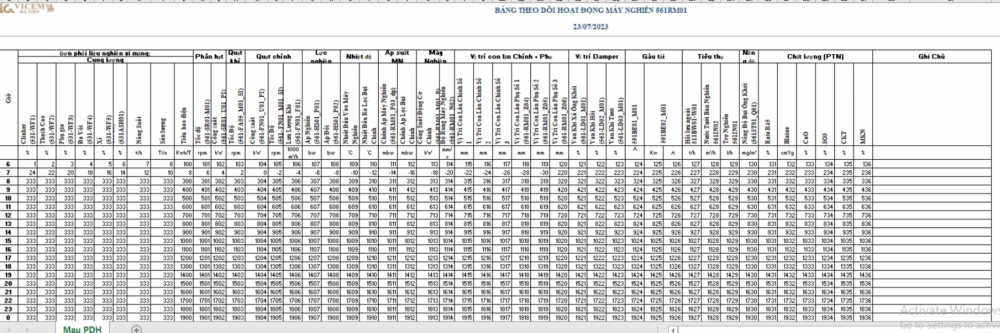 VICEM
HÀ TIÊN
BẢNG THEO DÕI HOẠT ĐỘNG MÁY NGHIỀN 561RM01
23/07/2023
Đơn phối liệu nghiền xi măng:
Cung lượng
Phân hạt
Quạt khí
Quạt chính
Lực nghiền
Nhiệt độ
Áp suất MN
Máy Nghiền
Vị trí con lăn Chính + Phụ
Vị trí Damper
Gàu tải
Tiêu thụ
Chất lượng (PTN)
Ghi Chú
Giờ
Clinker (531-WF1)
Thạch Cao (531-WF2)
Phụ gia (531-WF3)
Đá Vôi (531-WF4)
Xỉ (531-WF5)
(531ASH01)
Năng Suất
Sản lượng
Tiêu hao điện
Tốc độ (561-SR01-M01)
Công suất (561-SR01_U01_PI)
Tốc Độ (561-FA05_M01_SI)
Công suất (561-FN01_U01_PI)
Tốc Độ (561-FN01_M01_SI)
Lưu Lượng Khí (561-FN01_F01)
Áp Nghiền (561-HS01_P01)
Áp Đối (561-HS01_P02)
Nhiệt Đầu Vào Máy Nghiền
Nhiệt Đầu Ra Lọc Bụi Chính
Chênh Áp Máy Nghiền (561-RM01_P03_dp)
Chênh Áp Lọc Bụi Chính
Công Suất Động Cơ Chính (561-RM01_M01_P)
Độ Rung Máy Nghiền (561-RM01_N02)
Vị Trí Con Lăn Chính Số 1
Vị Trí Con Lăn Chính Số 2
Vị Trí Con Lăn Chính Số 3
Vị Trí Con Lăn Phụ Số 1 (561-RM01_Z04)
Vị Trí Con Lăn Phụ Số 2 (561-RM01_Z05)
Vị Trí Con Lăn Phụ Số 3 (561-RM01_Z06)
Van Khí Xả Ống Khói (561-LD01_M01)
Van Khí Hồi (561-LD02_M01)
Van Khí Tươi (561-LD03_M01)
591BE01_M01
591BE02_M01
Hồi lưu ngoài 511BW01-W01
Nước Tưới Bàn Nghiền 561IN02
Trợ Nghiền 561IN01
Nồng Độ Bụi Ống Khói (561ST01_Q01)
Rate R45
Blaine
CaO
SO3
CKT
MKN
% % % % % % t/h Tấn Kwh/T rpm kW rpm kW rpm 1000 m³/h bar bar °C °C mbar mbar kW mm/s mm mm mm mm mm mm % % % A Kw A t/h m³/h l/h mg/m³ % cm²/g % % % %
6 1 2 3 4 5 6 7 8 100 101 102 103 104 105 106 107 108 109 110 111 112 113 114 115 116 117 118 119 120 121 122 123 124 125 126 127 128 129 130 131 132 133 134 135 136
7 24 22 20 18 16 14 12 10 8 6 4 2 0 -2 -4 -6 -8 -10 -12 -14 -16 -18 -20 -22 -24 -26 -28 -30 220 221 222 223 224 225 226 227 228 229 230 231 232 233 234 235 236
8 333 333 333 333 333 333 333 333 300 301 302 303 304 305 306 307 308 309 310 311 312 313 314 315 316 317 318 319 320 321 322 323 324 325 326 327 328 329 330 331 332 333 334 335 336
9 333 333 333 333 333 333 333 333 400 401 402 403 404 405 406 407 408 409 410 411 412 413 414 415 416 417 418 419 420 421 422 423 424 425 426 427 428 429 430 431 432 433 434 435 436
10 333 333 333 333 333 333 333 333 500 501 502 503 504 505 506 507 508 509 510 511 512 513 514 515 516 517 518 519 520 521 522 523 524 525 526 527 528 529 530 531 532 533 534 535 536
11 333 333 333 333 333 333 333 333 600 601 602 603 604 605 606 607 608 609 610 611 612 613 614 615 616 617 618 619 620 621 622 623 624 625 626 627 628 629 630 631 632 633 634 635 636
12 333 333 333 333 333 333 333 333 700 701 702 703 704 705 706 707 708 709 710 711 712 713 714 715 716 717 718 719 720 721 722 723 724 725 726 727 728 729 730 731 732 733 734 735 736
13 333 333 333 333 333 333 333 333 800 801 802 803 804 805 806 807 808 809 810 811 812 813 814 815 816 817 818 819 820 821 822 823 824 825 826 827 828 829 830 831 832 833 834 835 836
14 333 333 333 333 333 333 333 333 900 901 902 903 904 905 906 907 908 909 910 911 912 913 914 915 916 917 918 919 920 921 922 923 924 925 926 927 928 929 930 931 932 933 934 935 936
15 333 333 333 333 333 333 333 333 1000 1001 1002 1003 1004 1005 1006 1007 1008 1009 1010 1011 1012 1013 1014 1015 1016 1017 1018 1019 1020 1021 1022 1023 1024 1025 1026 1027 1028 1029 1030 1031 1032 1033 1034 1035 1036
16 333 333 333 333 333 333 333 333 1100 1101 1102 1103 1104 1105 1106 1107 1108 1109 1110 1111 1112 1113 1114 1115 1116 1117 1118 1119 1120 1121 1122 1123 1124 1125 1126 1127 1128 1129 1130 1131 1132 1133 1134 1135 1136
17 333 333 333 333 333 333 333 333 1200 1201 1202 1203 1204 1205 1206 1207 1208 1209 1210 1211 1212 1213 1214 1215 1216 1217 1218 1219 1220 1221 1222 1223 1224 1225 1226 1227 1228 1229 1230 1231 1232 1233 1234 1235 1236
18 333 333 333 333 333 333 333 333 1300 1301 1302 1303 1304 1305 1306 1307 1308 1309 1310 1311 1312 1313 1314 1315 1316 1317 1318 1319 1320 1321 1322 1323 1324 1325 1326 1327 1328 1329 1330 1331 1332 1333 1334 1335 1336
19 333 333 333 333 333 333 333 333 1400 1401 1402 1403 1404 1405 1406 1407 1408 1409 1410 1411 1412 1413 1414 1415 1416 1417 1418 1419 1420 1421 1422 1423 1424 1425 1426 1427 1428 1429 1430 1431 1432 1433 1434 1435 1436
20 333 333 333 333 333 333 333 333 1500 1501 1502 1503 1504 1505 1506 1507 1508 1509 1510 1511 1512 1513 1514 1515 1516 1517 1518 1519 1520 1521 1522 1523 1524 1525 1526 1527 1528 1529 1530 1531 1532 1533 1534 1535 1536
21 333 333 333 333 333 333 333 333 1600 1601 1602 1603 1604 1605 1606 1607 1608 1609 1610 1611 1612 1613 1614 1615 1616 1617 1618 1619 1620 1621 1622 1623 1624 1625 1626 1627 1628 1629 1630 1631 1632 1633 1634 1635 1636
22 333 333 333 333 333 333 333 333 1700 1701 1702 1703 1704 1705 1706 1707 1708 1709 1710 1711 1712 1713 1714 1715 1716 1717 1718 1719 1720 1721 1722 1723 1724 1725 1726 1727 1728 1729 1730 1731 1732 1733 1734 1735 1736
23 333 333 333 333 333 333 333 333 1800 1801 1802 1803 1804 1805 1806 1807 1808 1809 1810 1811 1812 1813 1814 1815 1816 1817 1818 1819 1820 1821 1822 1823 1824 1825 1826 1827 1828 1829 1830 1831 1832 1833 1834 1835 1836
0 333 333 333 333 333 333 333 333 1900 1901 1902 1903 1904 1905 1906 1907 1908 1909 1910 1911 1912 1913 1914 1915 1916 1917 1918 1919 1920 1921 1922 1923 1924 1925 1926 1927 1928 1929 1930 1931 1932 1933 1934 1935 1936
Activate Windows
Go to Settings to activa
Mau PDH